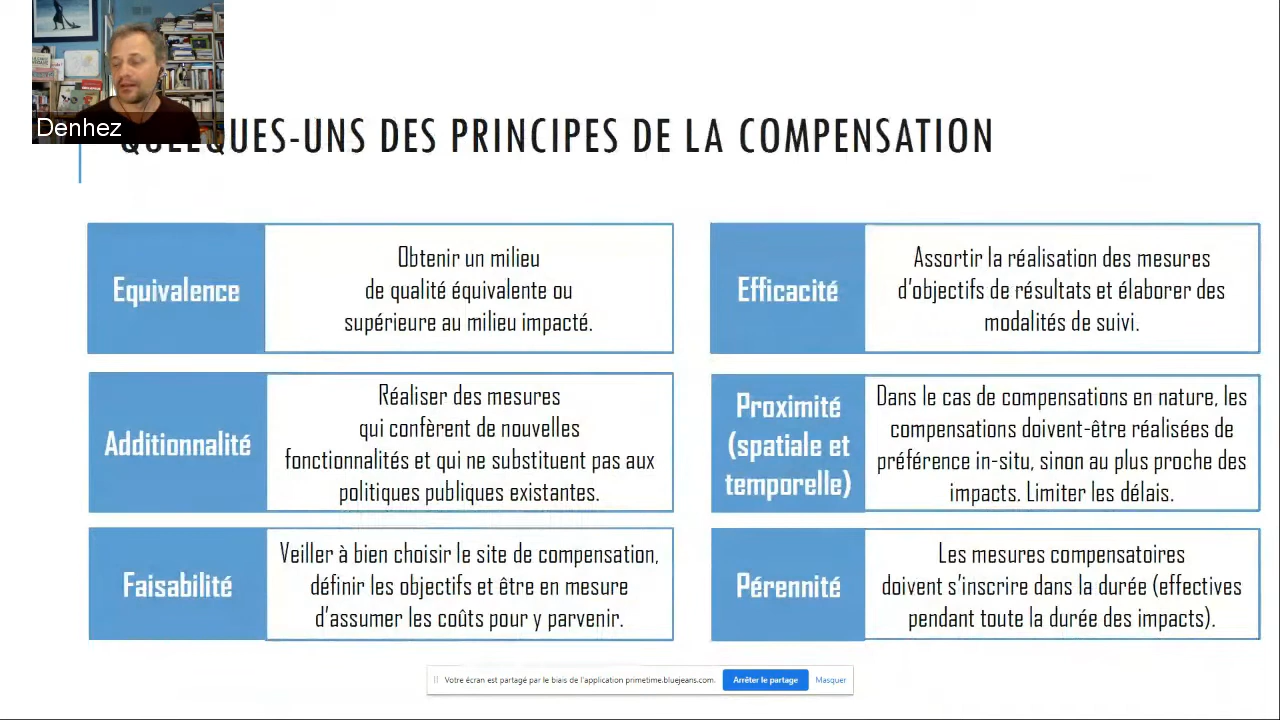 Denhez
QUELQUES-UNS DES PRINCIPES DE LA COMPENSATION
Equivalence
Obtenir un milieu
de qualité équivalente ou
supérieure au milieu impacté.
Efficacité
Assortir la réalisation des mesures
d'objectifs de résultats et élaborer des
modalités de suivi.
Additionnalité
Réaliser des mesures
qui confèrent de nouvelles
fonctionnalités et qui ne substituent pas aux
politiques publiques existantes.
Proximité
(spatiale et
temporelle)
Dans le cas de compensations en nature, les
compensations doivent-être réalisées de
préférence in-situ, sinon au plus proche des
impacts. Limiter les délais.
Faisabilité
Veiller à bien choisir le site de compensation,
définir les objectifs et être en mesure
d'assumer les coûts pour y parvenir.
Pérennité
Les mesures compensatoires
doivent s'inscrire dans la durée (effectives
pendant toute la durée des impacts).
Votre écran est partagé par le biais de l'application primetime.bluejeans.com.
Arrêter le partage
Masquer